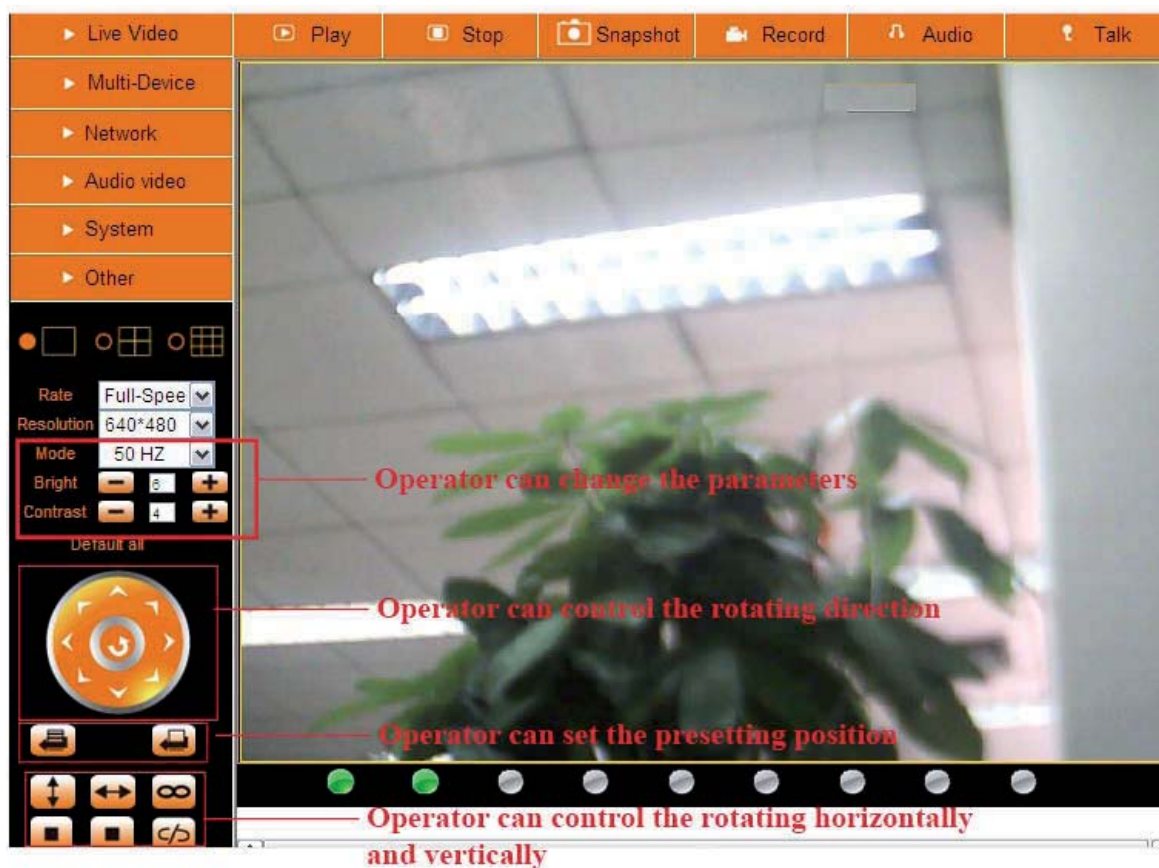 Live Video
Play
Stop
Snapshot
Record
Audio
Talk
Multi-Device
Network
Audio video
System
Other
Rate Full-Spee
Resolution 640*480
Mode 50 HZ
Bright 6
Contrast 4
Default all
Operator can change the parameters
Operator can control the rotating direction
Operator can set the presetting position
Operator can control the rotating horizontally
and vertically